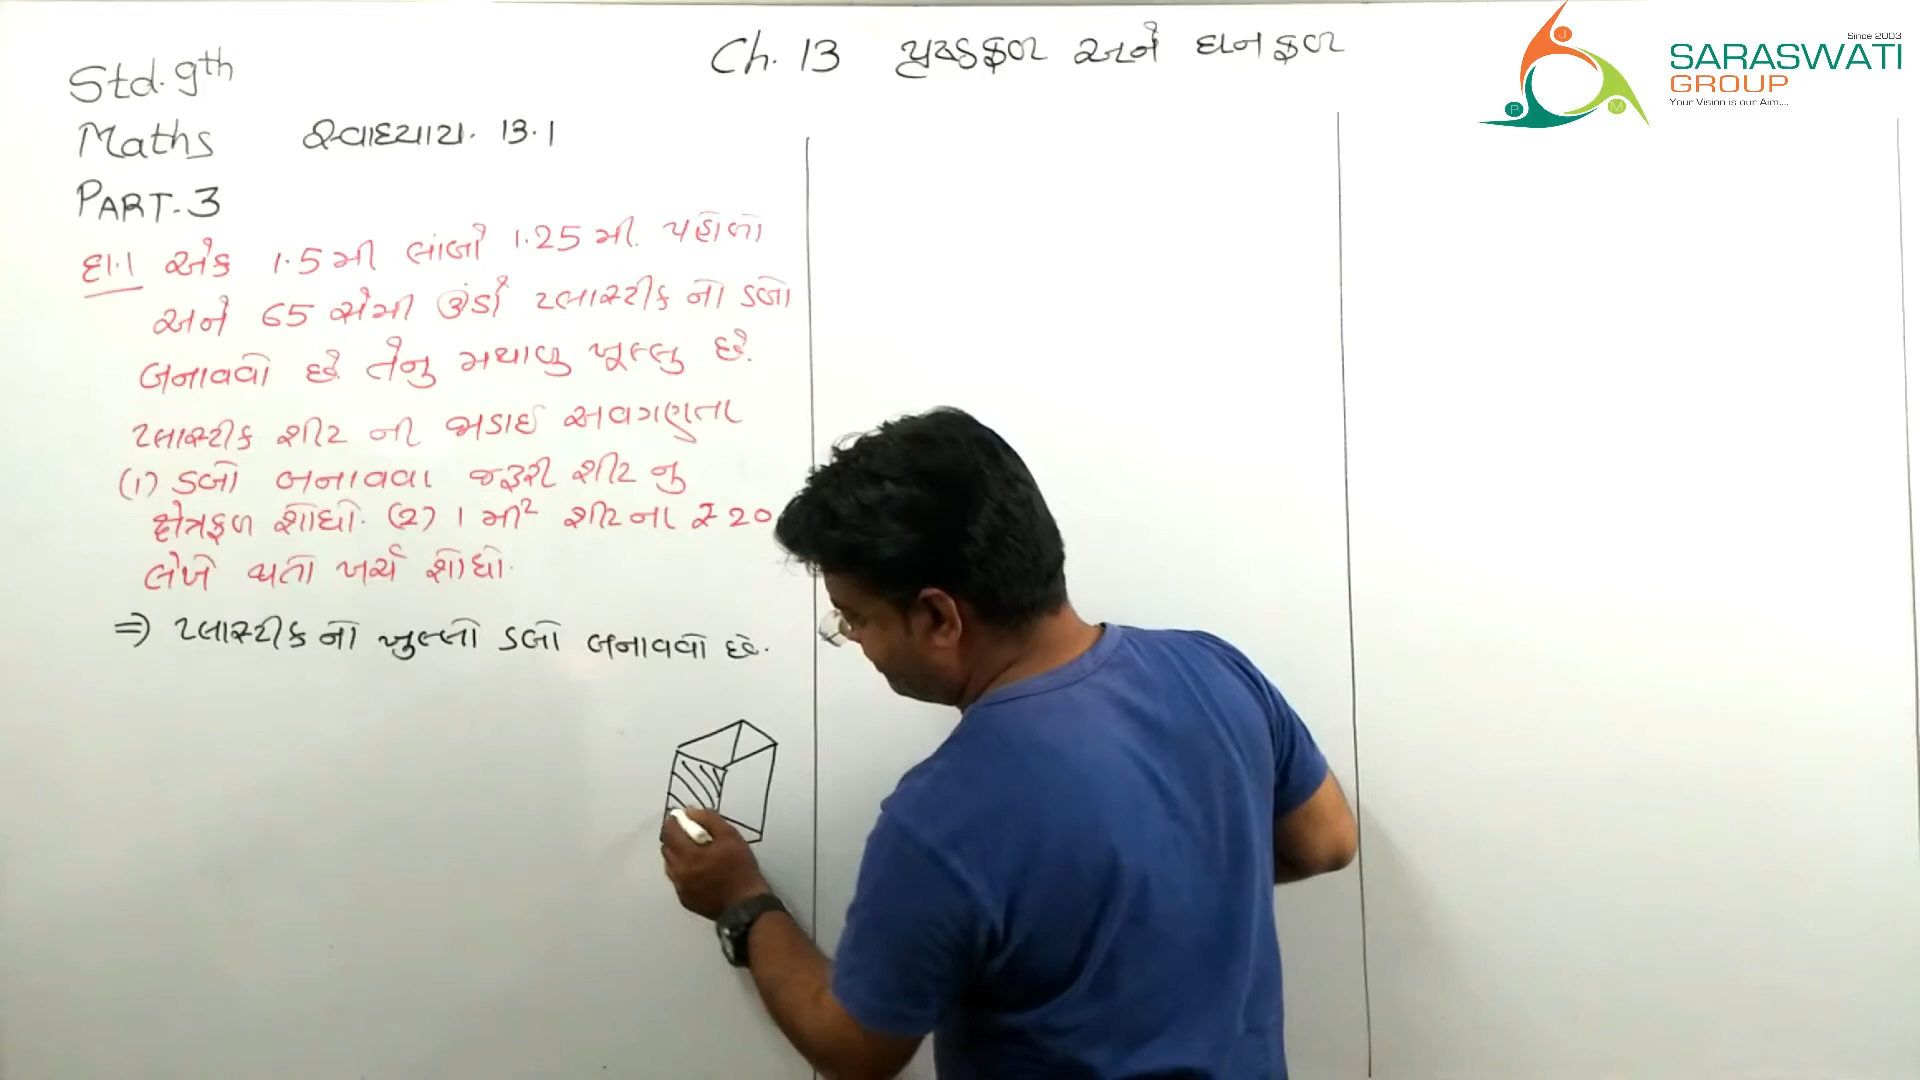 Ch. 13 પૃષ્ઠફળ અને ઘનફળ
Since 2003
SARASWATI
GROUP
Your Vision is our Aim....
J
P
M
Std. 9th
Maths સ્વાધ્યાય. 13.1
PART-3
દા.1 એક 1.5 મી લાંબો 1.25 મી. પહોળો
અને 65 સેમી ઊંડો પ્લાસ્ટીક નો ડબો
બનાવવો છે તેનુ મથાળુ ખૂલ્લુ છે.
પ્લાસ્ટીક શીટ ની જાડાઈ અવગણતા
(1) ડબો બનાવવા જરૂરી શીટ નુ
ક્ષેત્રફળ શોધો. (2) 1 મી² શીટ ના ₹ 20
લેખે થતો ખર્ચ શોધો.
⇒ પ્લાસ્ટીક નો ખુલ્લો ડબો બનાવવો છે.